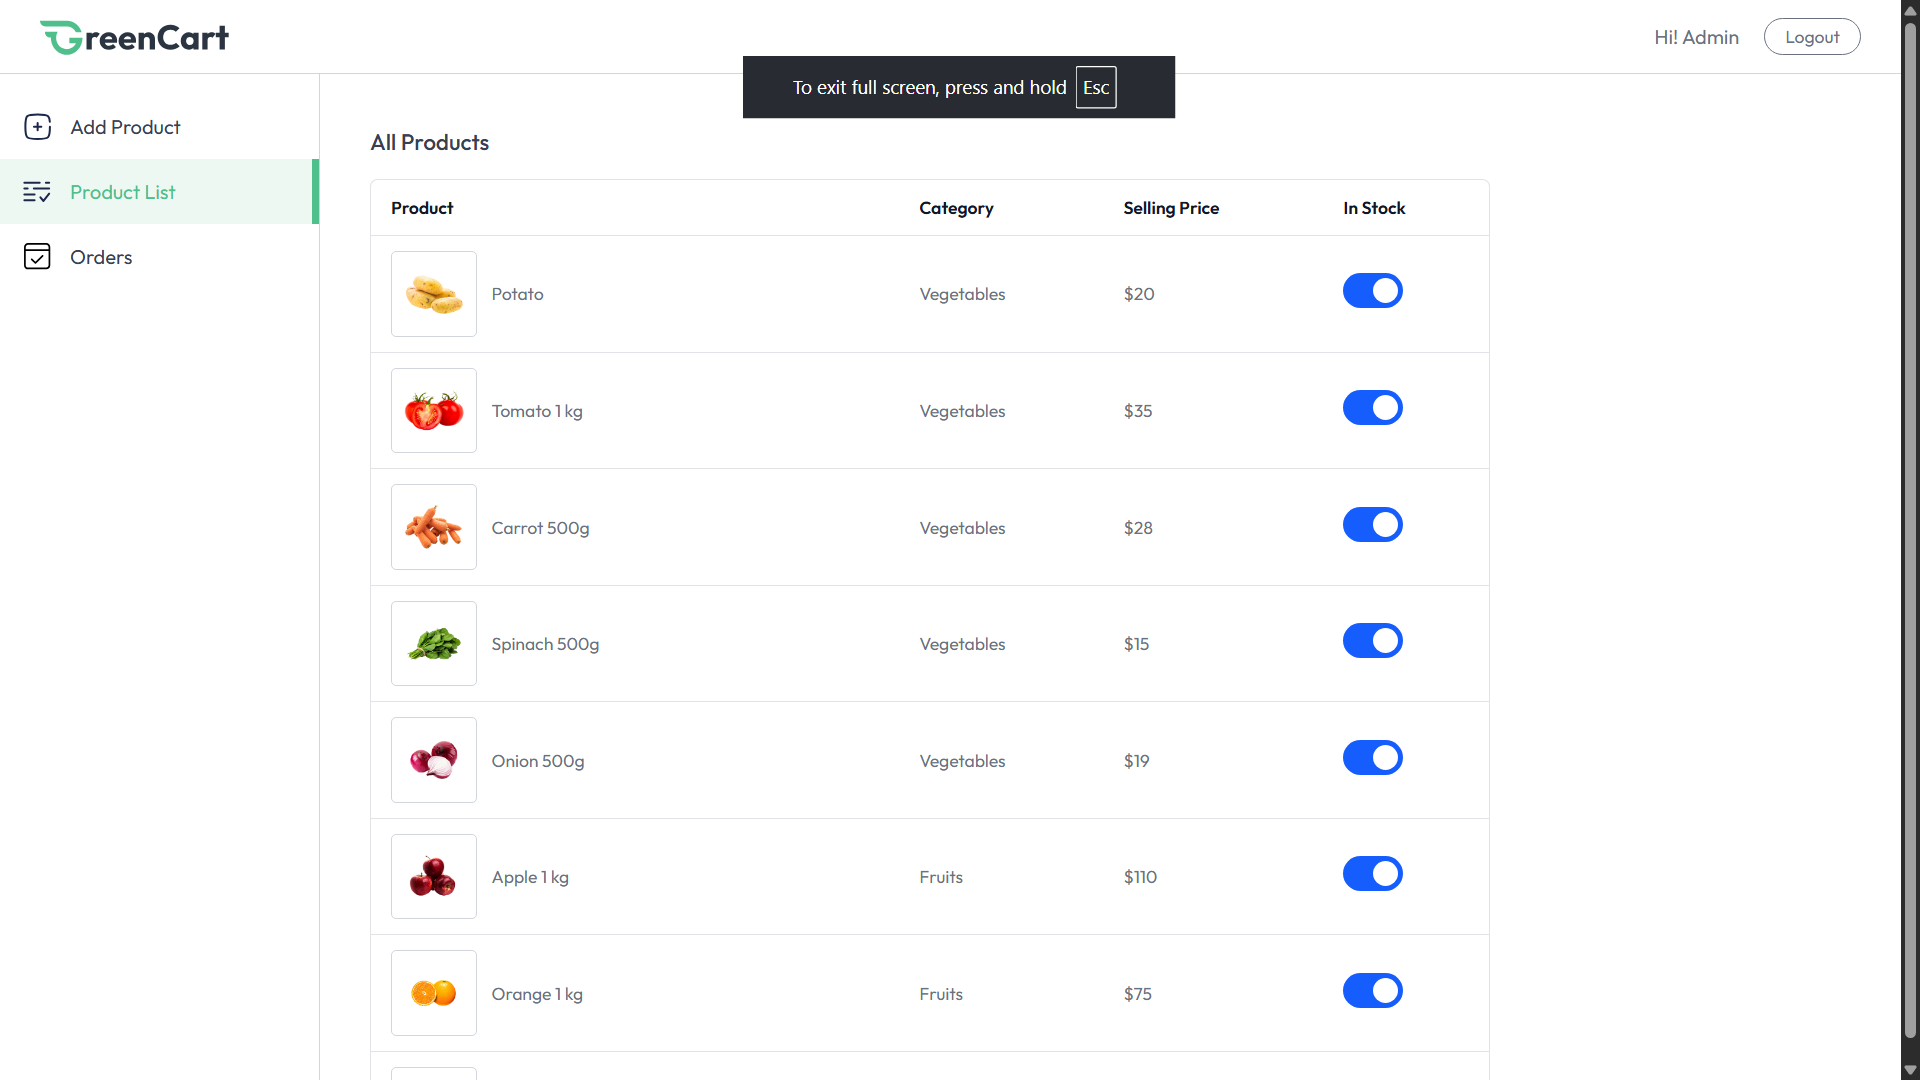 GreenCart
Hi! Admin
Logout
To exit full screen, press and hold Esc
Add Product
Product List
Orders
All Products
Product Category Selling Price In Stock
Potato Vegetables $20
Tomato 1 kg Vegetables $35
Carrot 500g Vegetables $28
Spinach 500g Vegetables $15
Onion 500g Vegetables $19
Apple 1 kg Fruits $110
Orange 1 kg Fruits $75